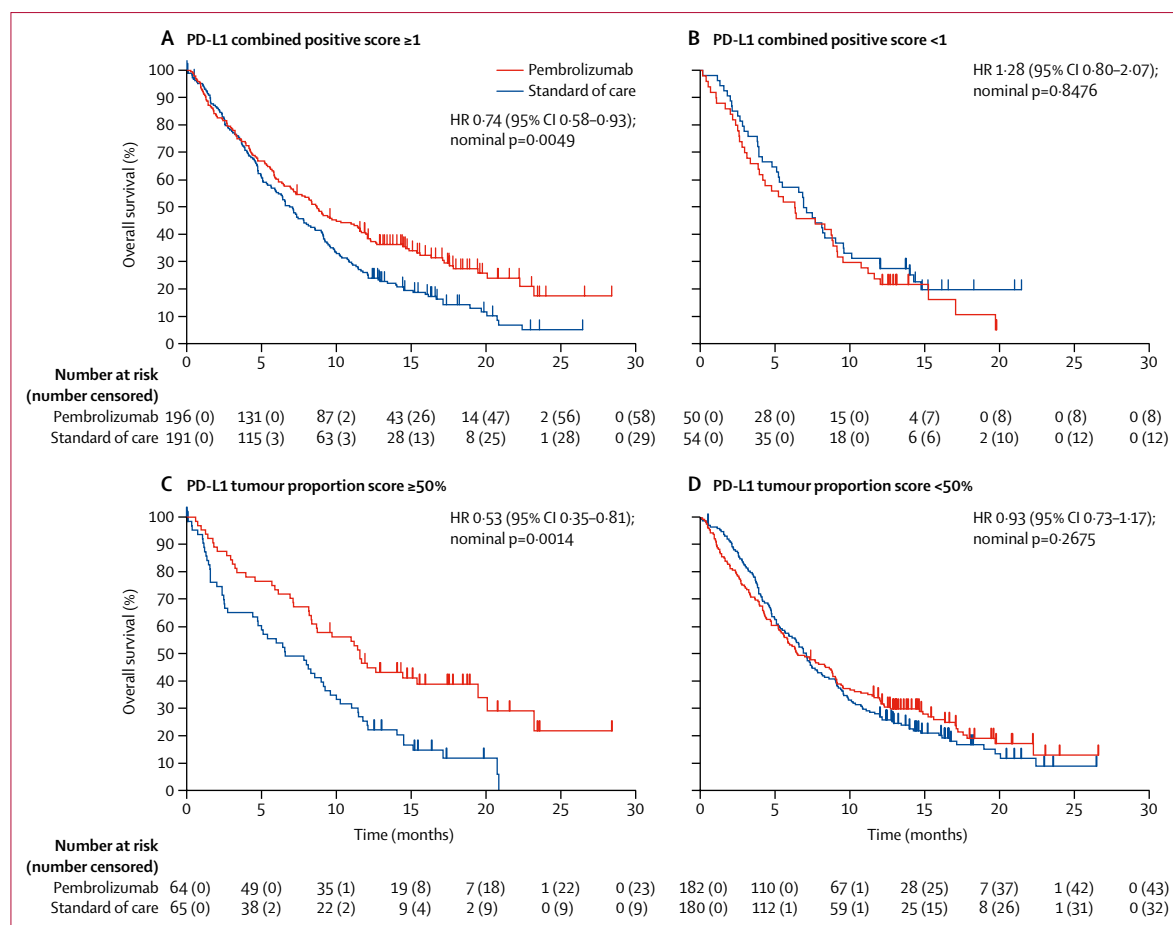 A PD-L1 combined positive score ≥1
Pembrolizumab
Standard of care
HR 0·74 (95% CI 0·58–0·93);
nominal p=0·0049
Overall survival (%)
100
90
80
70
60
50
40
30
20
10
0
0 5 10 15 20 25 30
B PD-L1 combined positive score <1
HR 1·28 (95% CI 0·80–2·07);
nominal p=0·8476
0 5 10 15 20 25 30
Number at risk
(number censored)
Pembrolizumab 196 (0) 131 (0) 87 (2) 43 (26) 14 (47) 2 (56) 0 (58) 50 (0) 28 (0) 15 (0) 4 (7) 0 (8) 0 (8) 0 (8)
Standard of care 191 (0) 115 (3) 63 (3) 28 (13) 8 (25) 1 (28) 0 (29) 54 (0) 35 (0) 18 (0) 6 (6) 2 (10) 0 (12) 0 (12)
C PD-L1 tumour proportion score ≥50%
HR 0·53 (95% CI 0·35–0·81);
nominal p=0·0014
Overall survival (%)
100
90
80
70
60
50
40
30
20
10
0
0 5 10 15 20 25 30
Time (months)
D PD-L1 tumour proportion score <50%
HR 0·93 (95% CI 0·73–1·17);
nominal p=0·2675
0 5 10 15 20 25 30
Time (months)
Number at risk
(number censored)
Pembrolizumab 64 (0) 49 (0) 35 (1) 19 (8) 7 (18) 1 (22) 0 (23) 182 (0) 110 (0) 67 (1) 28 (25) 7 (37) 1 (42) 0 (43)
Standard of care 65 (0) 38 (2) 22 (2) 9 (4) 2 (9) 0 (9) 0 (9) 180 (0) 112 (1) 59 (1) 25 (15) 8 (26) 1 (31) 0 (32)